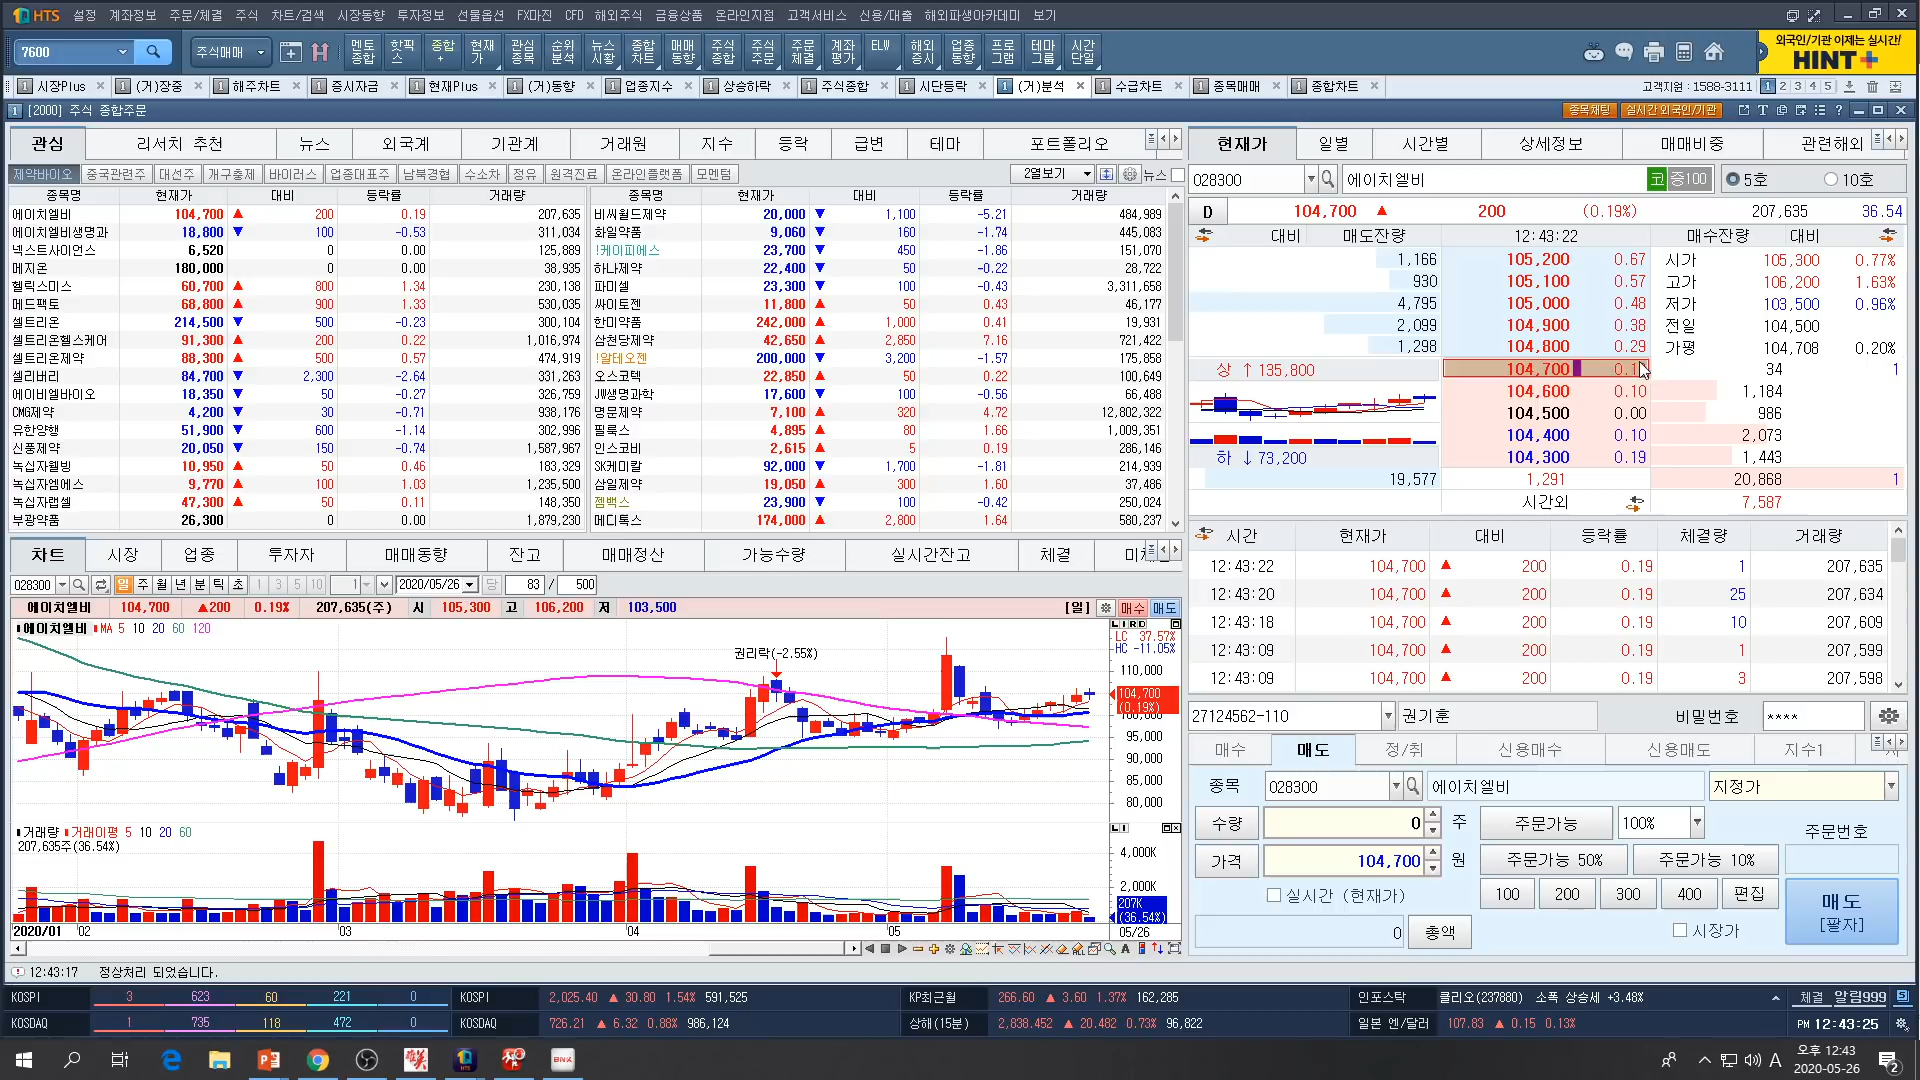 HTS 설정 계좌정보 주문/체결 주식 차트/검색 시장동향 투자정보 선물옵션 FX마진 CFD 해외주식 금융상품 온라인지점 고객서비스 신용/대출 해외파생아카데미 보기
7600 주식매매 멘토종합 핫픽스 종합+ 현재가 관심종목 순위분석 뉴스시황 종합차트 매매동향 주식종합 주식주문 주문체결 계좌평가 ELW 해외증시 업종동향 프로그램 테마그룹 시간단일
외국인/기관 이제는 실시간!
HINT+
1 시장Plus × 1 (거)장중 × 1 해주차트 × 1 증시자금 × 1 현재Plus × 1 (거)동향 × 1 업종지수 × 1 상승하락 × 1 주식종합 × 1 시단등락 × 1 (거)분석 × 1 수급차트 × 1 종목매매 × 1 종합차트 × 고객지원 : 1588-3111 1 2 3 4 5
1 [2000] 주식 종합주문 종목채팅 실시간외국인/기관
관심 리서치 추천 뉴스 외국계 기관계 거래원 지수 등락 급변 테마 포트폴리오
제약바이오 중국관련주 대선주 개구충제 바이러스 업종대표주 남북경협 수소차 정유 원격진료 온라인플랫폼 모멘텀 2열보기 뉴스
종목명 현재가 대비 등락률 거래량 종목명 현재가 대비 등락률 거래량
에이치엘비 104,700 ▲ 200 0.19 207,635 비씨월드제약 20,000 ▼ 1,100 -5.21 484,989
에이치엘비생명과 18,800 ▼ 100 -0.53 311,034 화일약품 9,060 ▼ 160 -1.74 445,083
넥스트사이언스 6,520 0 0.00 125,889 !케이피에스 23,700 ▼ 450 -1.86 151,070
메지온 180,000 0 0.00 38,935 하나제약 22,400 ▼ 50 -0.22 28,722
헬릭스미스 60,700 ▲ 800 1.34 230,138 파미셀 23,300 ▼ 100 -0.43 3,311,658
메드팩토 68,800 ▲ 900 1.33 530,035 싸이토젠 11,800 ▲ 50 0.43 46,177
셀트리온 214,500 ▼ 500 -0.23 300,104 한미약품 242,000 ▲ 1,000 0.41 19,931
셀트리온헬스케어 91,300 ▲ 200 0.22 1,016,974 삼천당제약 42,650 ▲ 2,850 7.16 721,422
셀트리온제약 88,300 ▲ 500 0.57 474,919 !알테오젠 200,000 ▼ 3,200 -1.57 175,858
셀리버리 84,700 ▼ 2,300 -2.64 331,263 오스코텍 22,850 ▲ 50 0.22 100,649
에이비엘바이오 18,350 ▼ 50 -0.27 326,759 JW생명과학 17,600 ▼ 100 -0.56 66,488
CMG제약 4,200 ▼ 30 -0.71 938,176 명문제약 7,100 ▲ 320 4.72 12,802,322
유한양행 51,900 ▼ 600 -1.14 302,996 필룩스 4,895 ▲ 80 1.66 1,009,351
신풍제약 20,050 ▼ 150 -0.74 1,587,967 인스코비 2,615 ▲ 5 0.19 286,146
녹십자웰빙 10,950 ▲ 50 0.46 183,329 SK케미칼 92,000 ▼ 1,700 -1.81 214,939
녹십자엠에스 9,770 ▲ 100 1.03 1,235,500 삼일제약 19,050 ▲ 300 1.60 37,486
녹십자랩셀 47,300 ▲ 50 0.11 148,350 젬백스 23,900 ▼ 100 -0.42 250,024
부광약품 26,300 0 0.00 1,879,230 메디톡스 174,000 ▲ 2,800 1.64 580,237
현재가 일별 시간별 상세정보 매매비중 관련해외
028300 에이치엘비 코 증100 5호 10호
D 104,700 ▲ 200 (0.19%) 207,635 36.54
대비 매도잔량 12:43:22 매수잔량 대비
1,166 105,200 0.67 시가 105,300 0.77%
930 105,100 0.57 고가 106,200 1.63%
4,795 105,000 0.48 저가 103,500 0.96%
2,099 104,900 0.38 전일 104,500
1,298 104,800 0.29 가평 104,708 0.20%
상 ↑ 135,800 104,700 34 1
104,600 0.10 1,184
104,500 0.00 986
104,400 0.10 2,073
하 ↓ 73,200 104,300 0.19 1,443
19,577 1,291 20,868 1
시간외 7,587
시간 현재가 대비 등락률 체결량 거래량
12:43:22 104,700 ▲ 200 0.19 1 207,635
12:43:20 104,700 ▲ 200 0.19 25 207,634
12:43:18 104,700 ▲ 200 0.19 10 207,609
12:43:09 104,700 ▲ 200 0.19 1 207,599
12:43:09 104,700 ▲ 200 0.19 3 207,598
차트 시장 업종 투자자 매매동향 잔고 매매정산 가능수량 실시간잔고 체결
028300 일 주 월 년 분 틱 초 1 3 5 10 1 2020/05/26 당 83 / 500
에이치엘비 104,700 ▲200 0.19% 207,635(주) 시 105,300 고 106,200 저 103,500 [일] 매수 매도
에이치엘비 MA 5 10 20 60 120
L I R D
LC 37.57%
HC -11.05%
권리락(-2.55%)
110,000
104,700
(0.19%)
100,000
95,000
90,000
85,000
80,000
거래량 거래이평 5 10 20 60
L I
207,635주(36.54%)
4,000K
2,000K
207K
(36.54%)
2020/01 02 03 04 05 05/26
27124562-110 권기훈 비밀번호 ****
매수 매도 정/취 신용매수 신용매도 지수1
종목 028300 에이치엘비 지정가
수량 0 주 주문가능 100% 주문번호
가격 104,700 원 주문가능 50% 주문가능 10%
실시간 (현재가) 100 200 300 400 편집 매도
[팔자]
0 총액 시장가
12:43:17 정상처리 되었습니다.
KOSPI 3 623 60 221 0 KOSPI 2,025.40 ▲ 30.80 1.54% 591,525 KP최근월 266.60 ▲ 3.60 1.37% 162,285 인포스탁 클리오(237880) 소폭 상승세 +3.48% 체결 알림999
KOSDAQ 1 735 118 472 0 KOSDAQ 726.21 ▲ 6.32 0.88% 986,124 상해(15분) 2,838.452 ▲ 20.482 0.73% 96,822 일본 엔/달러 107.83 ▲ 0.15 0.13% PM 12:43:25
BNK A 오후 12:43
2020-05-26
2